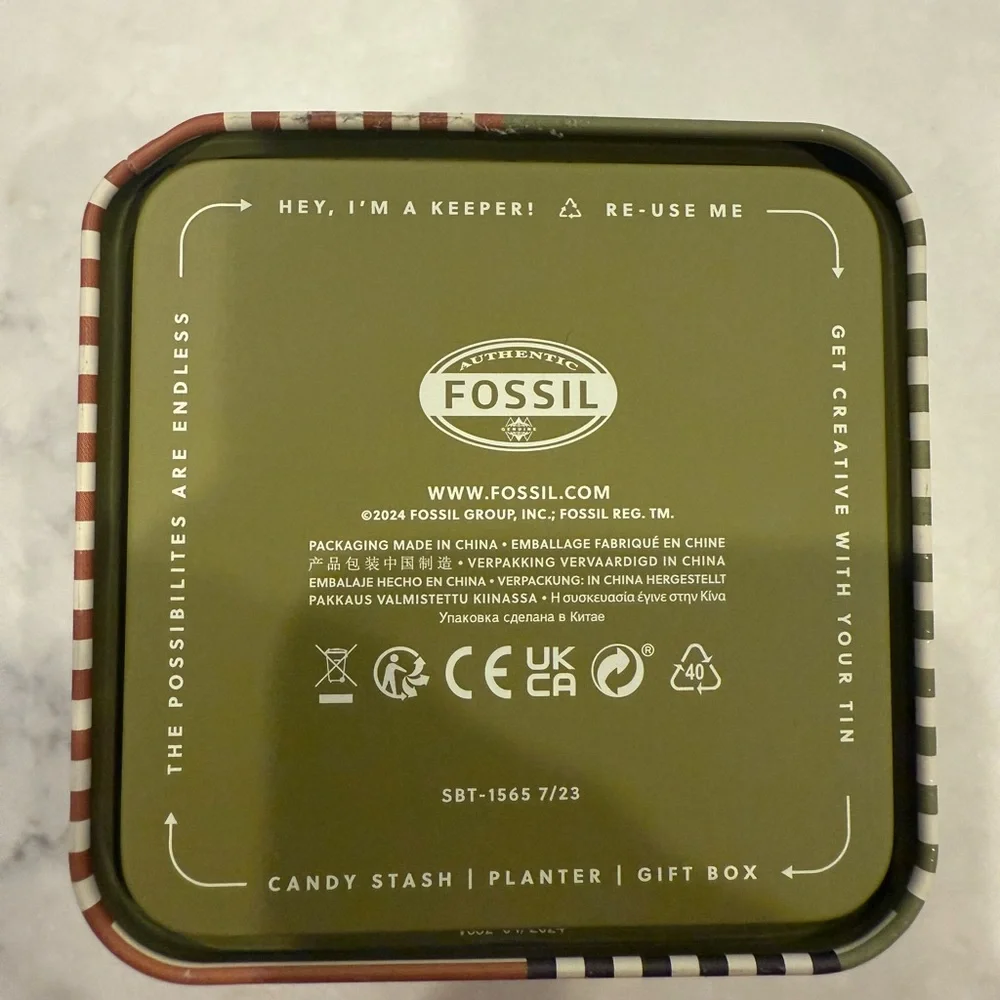 HEY, I'M A KEEPER! RE-USE ME
GET CREATIVE WITH YOUR TIN
CANDY STASH | PLANTER | GIFT BOX
THE POSSIBILITES ARE ENDLESS
AUTHENTIC
FOSSIL
GENUINE
WWW.FOSSIL.COM
©2024 FOSSIL GROUP, INC.; FOSSIL REG. TM.
PACKAGING MADE IN CHINA • EMBALLAGE FABRIQUÉ EN CHINE
产品包装中国制造 • VERPAKKING VERVAARDIGD IN CHINA
EMBALAJE HECHO EN CHINA • VERPACKUNG: IN CHINA HERGESTELLT
PAKKAUS VALMISTETTU KIINASSA • Η συσκευασία έγινε στην Κίνα
Упаковка сделана в Китае
CE UK CA ® 40
SBT-1565 7/23